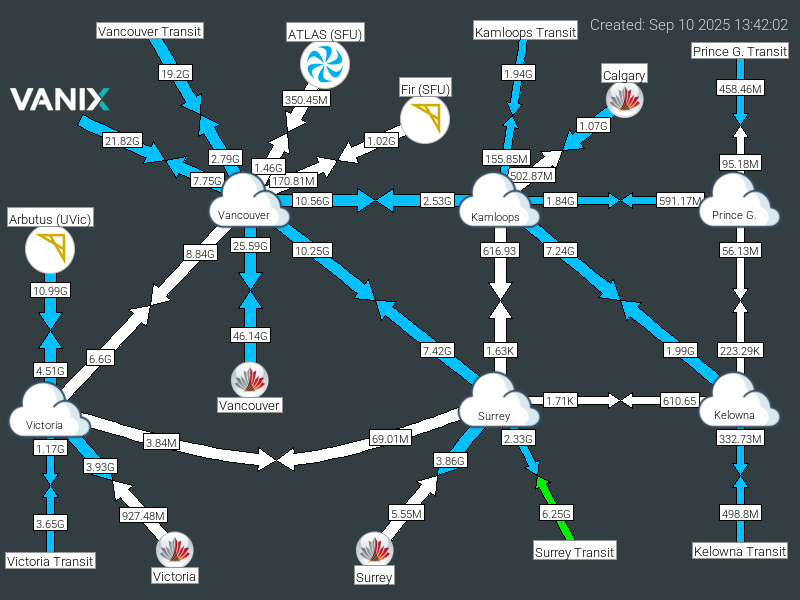 Created: Sep 10 2025 13:42:02
Vancouver Transit
ATLAS (SFU)
Kamloops Transit
Prince G. Transit
19.2G
1.94G
Calgary
458.46M
VANIX
350.45M
Fir (SFU)
21.82G
1.02G
1.07G
2.79G
1.46G
155.85M
95.18M
7.75G
170.81M
502.87M
10.56G
2.53G
1.84G
591.17M
Arbutus (UVic)
Vancouver
Kamloops
Prince G.
8.84G
25.59G
10.25G
616.93
7.24G
56.13M
10.99G
46.14G
6.6G
7.42G
1.63K
1.99G
223.29K
4.51G
Vancouver
1.71K
610.65
Victoria
Surrey
Kelowna
1.17G
3.84M
69.01M
2.33G
332.73M
3.93G
3.86G
3.65G
927.48M
5.55M
6.25G
498.8M
Victoria Transit
Victoria
Surrey
Surrey Transit
Kelowna Transit